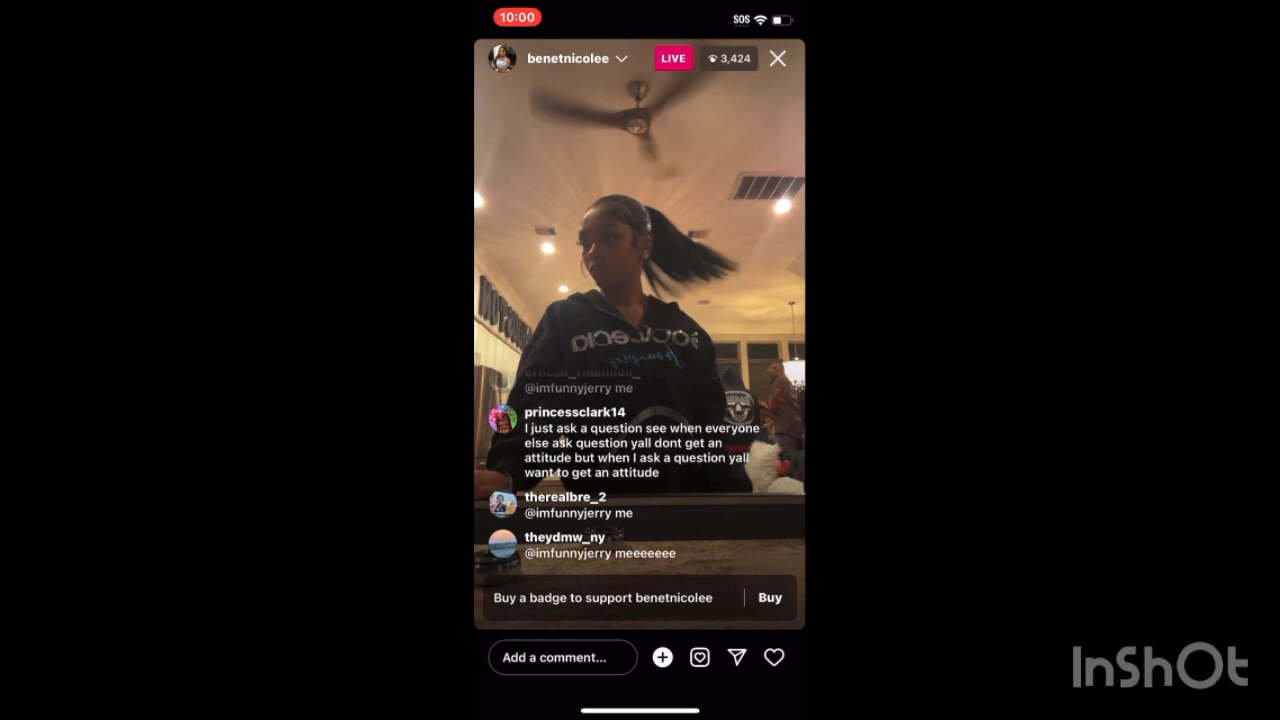 10:00
SOS
benetnicolee
LIVE
3,424
@imfunnyjerry me
princessclark14
I just ask a question see when everyone
else ask question yall dont get an
attitude but when I ask a question yall
want to get an attitude
therealbre_2
@imfunnyjerry me
theydmw_ny
@imfunnyjerry meeeeeee
Buy a badge to support benetnicolee
Buy
Add a comment...
InShOt